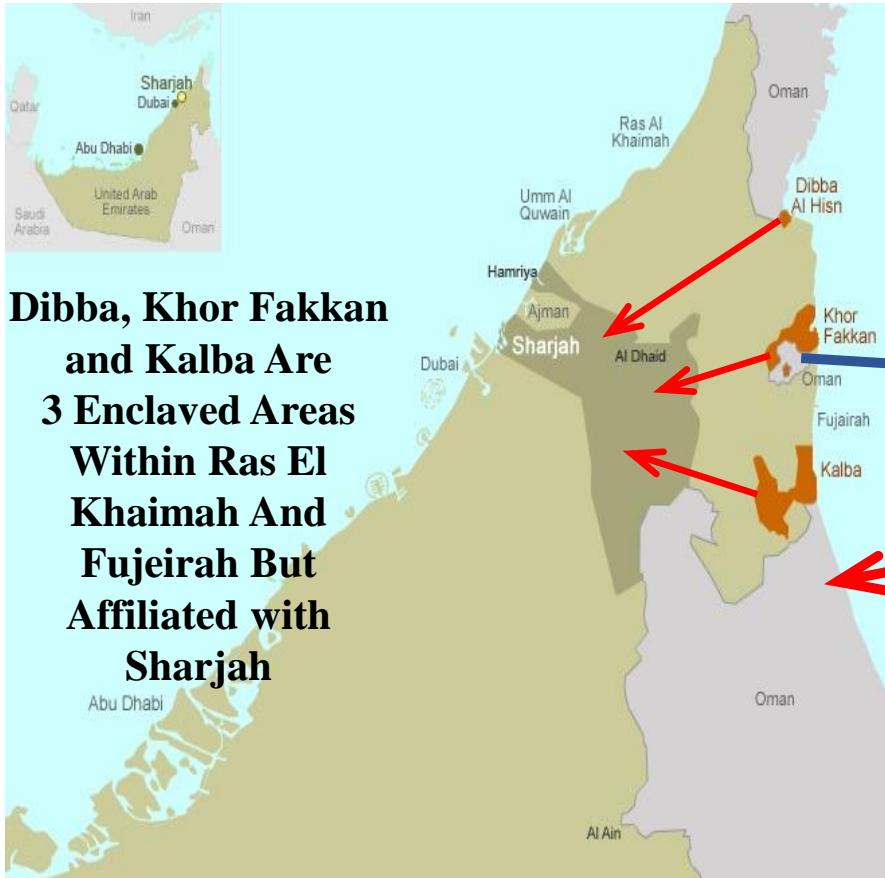 Iran
Sharjah
Dubai
Qatar
Abu Dhabi
United Arab
Emirates
Saudi
Arabia
Oman
Oman
Ras Al
Khaimah
Dibba
Al Hisn
Umm Al
Quwain
Hamriya
Ajman
Sharjah
Al Dhaid
Khor
Fakkan
Oman
Dubai
Fujairah
Kalba
Dibba, Khor Fakkan
and Kalba Are
3 Enclaved Areas
Within Ras El
Khaimah And
Fujeirah But
Affiliated with
Sharjah
Abu Dhabi
Oman
Al Ain